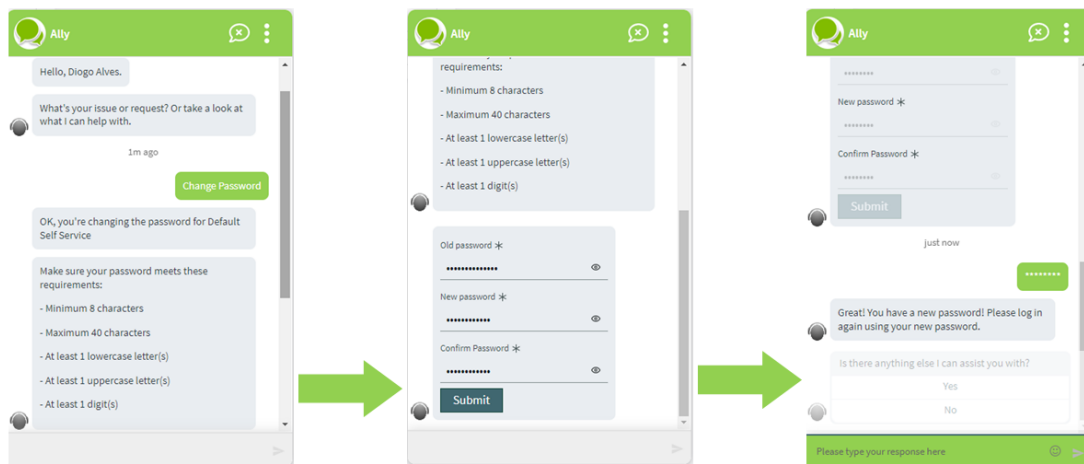 Ally
Hello, Diogo Alves.
What's your issue or request? Or take a look at
what I can help with.
1m ago
Change Password
OK, you're changing the password for Default
Self Service
Make sure your password meets these
requirements:
- Minimum 8 characters
- Maximum 40 characters
- At least 1 lowercase letter(s)
- At least 1 uppercase letter(s)
- At least 1 digit(s)
Ally
requirements:
- Minimum 8 characters
- Maximum 40 characters
- At least 1 lowercase letter(s)
- At least 1 uppercase letter(s)
- At least 1 digit(s)
Old password *
New password *
Confirm Password *
Submit
Ally
New password *
Confirm Password *
Submit
just now
Great! You have a new password! Please log in
again using your new password.
Is there anything else I can assist you with?
Yes
No
Please type your response here